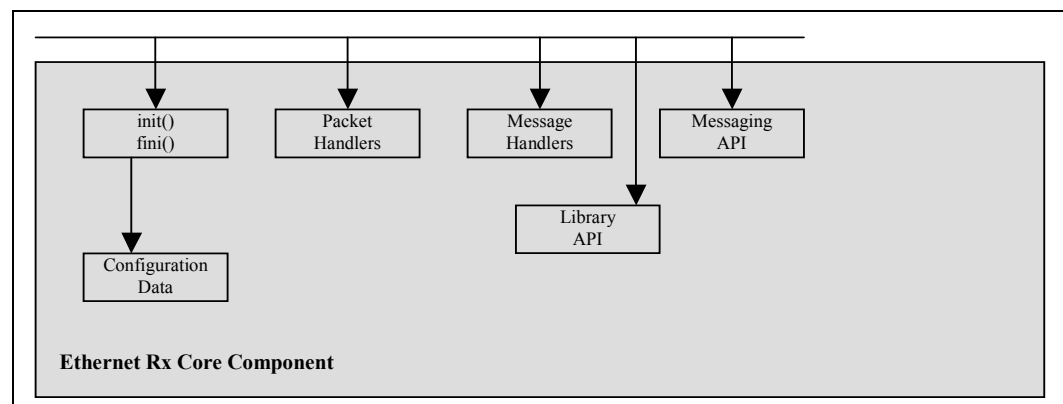 init()
fini()
Packet
Handlers
Message
Handlers
Messaging
API
Library
API
Configuration
Data
Ethernet Rx Core Component